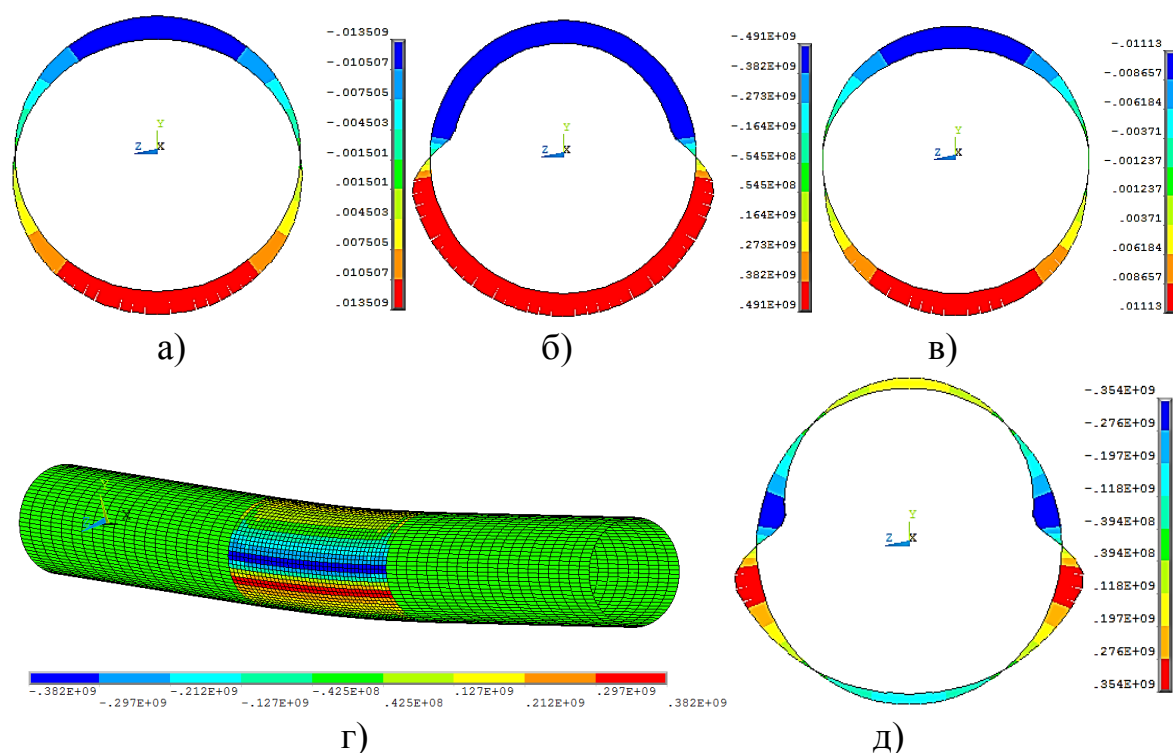 -.013509
-.010507
-.007505
-.004503
-.001501
.001501
.004503
.007505
.010507
.013509
Y
Z X
а)
-.491E+09
-.382E+09
-.273E+09
-.164E+09
-.545E+08
.545E+08
.164E+09
.273E+09
.382E+09
.491E+09
Y
Z X
б)
-.01113
-.008657
-.006184
-.00371
-.001237
.001237
.00371
.006184
.008657
.01113
Y
Z X
в)
-.382E+09
-.297E+09
-.212E+09
-.127E+09
-.425E+08
.425E+08
.127E+09
.212E+09
.297E+09
.382E+09
г)
-.354E+09
-.276E+09
-.197E+09
-.118E+09
-.394E+08
.394E+08
.118E+09
.197E+09
.276E+09
.354E+09
Y
Z X
д)